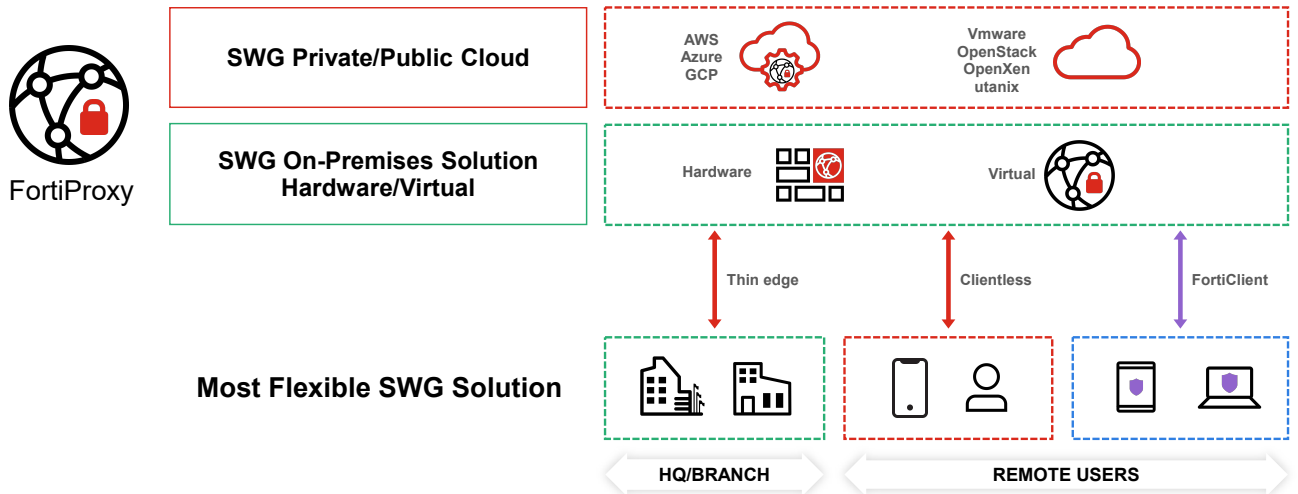 FortiProxy
SWG Private/Public Cloud
AWS
Azure
GCP
Vmware
OpenStack
OpenXen
utanix
SWG On-Premises Solution
Hardware/Virtual
Hardware
Virtual
Thin edge
Clientless
FortiClient
Most Flexible SWG Solution
HQ/BRANCH
REMOTE USERS